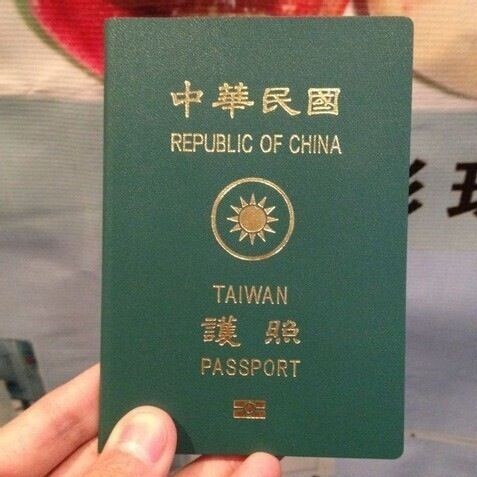 中華民國
REPUBLIC OF CHINA
TAIWAN
護照
PASSPORT